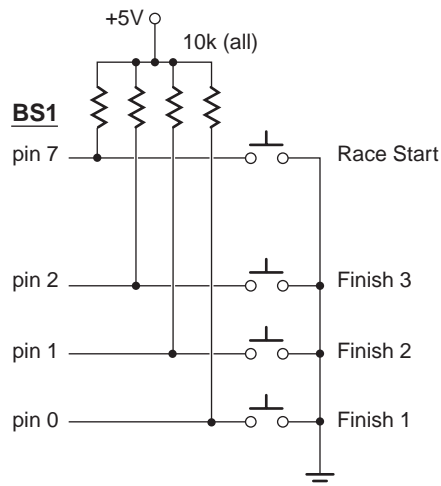 +5V
10k (all)
BS1
pin 7 Race Start
pin 2 Finish 3
pin 1 Finish 2
pin 0 Finish 1